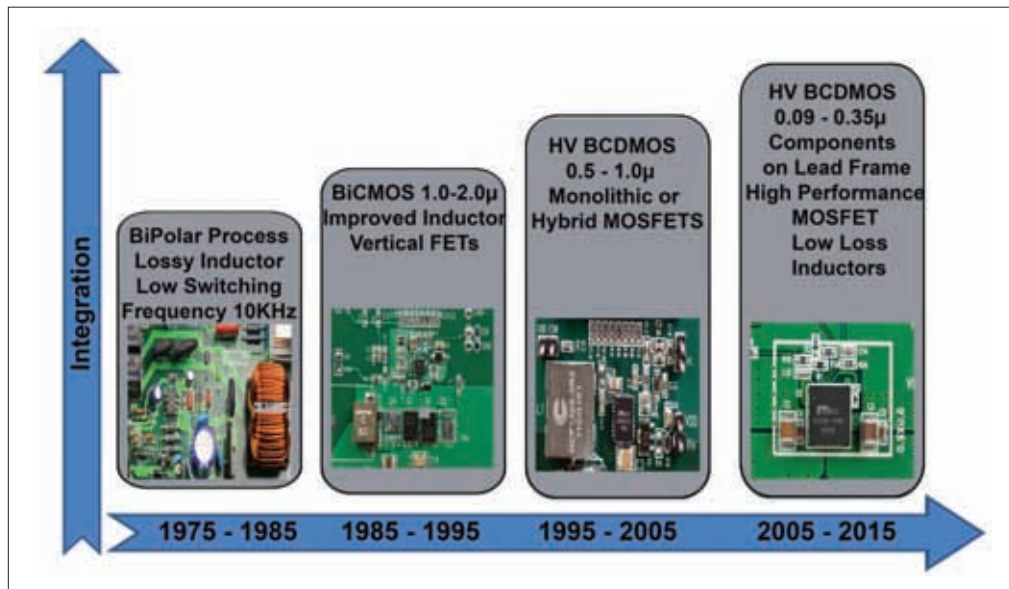 Integration
BiPolar Process
Lossy Inductor
Low Switching
Frequency 10KHz
BiCMOS 1.0-2.0µ
Improved Inductor
Vertical FETs
HV BCDMOS
0.5 - 1.0µ
Monolithic or
Hybrid MOSFETS
HV BCDMOS
0.09 - 0.35µ
Components
on Lead Frame
High Performance
MOSFET
Low Loss
Inductors
1975 - 1985
1985 - 1995
1995 - 2005
2005 - 2015